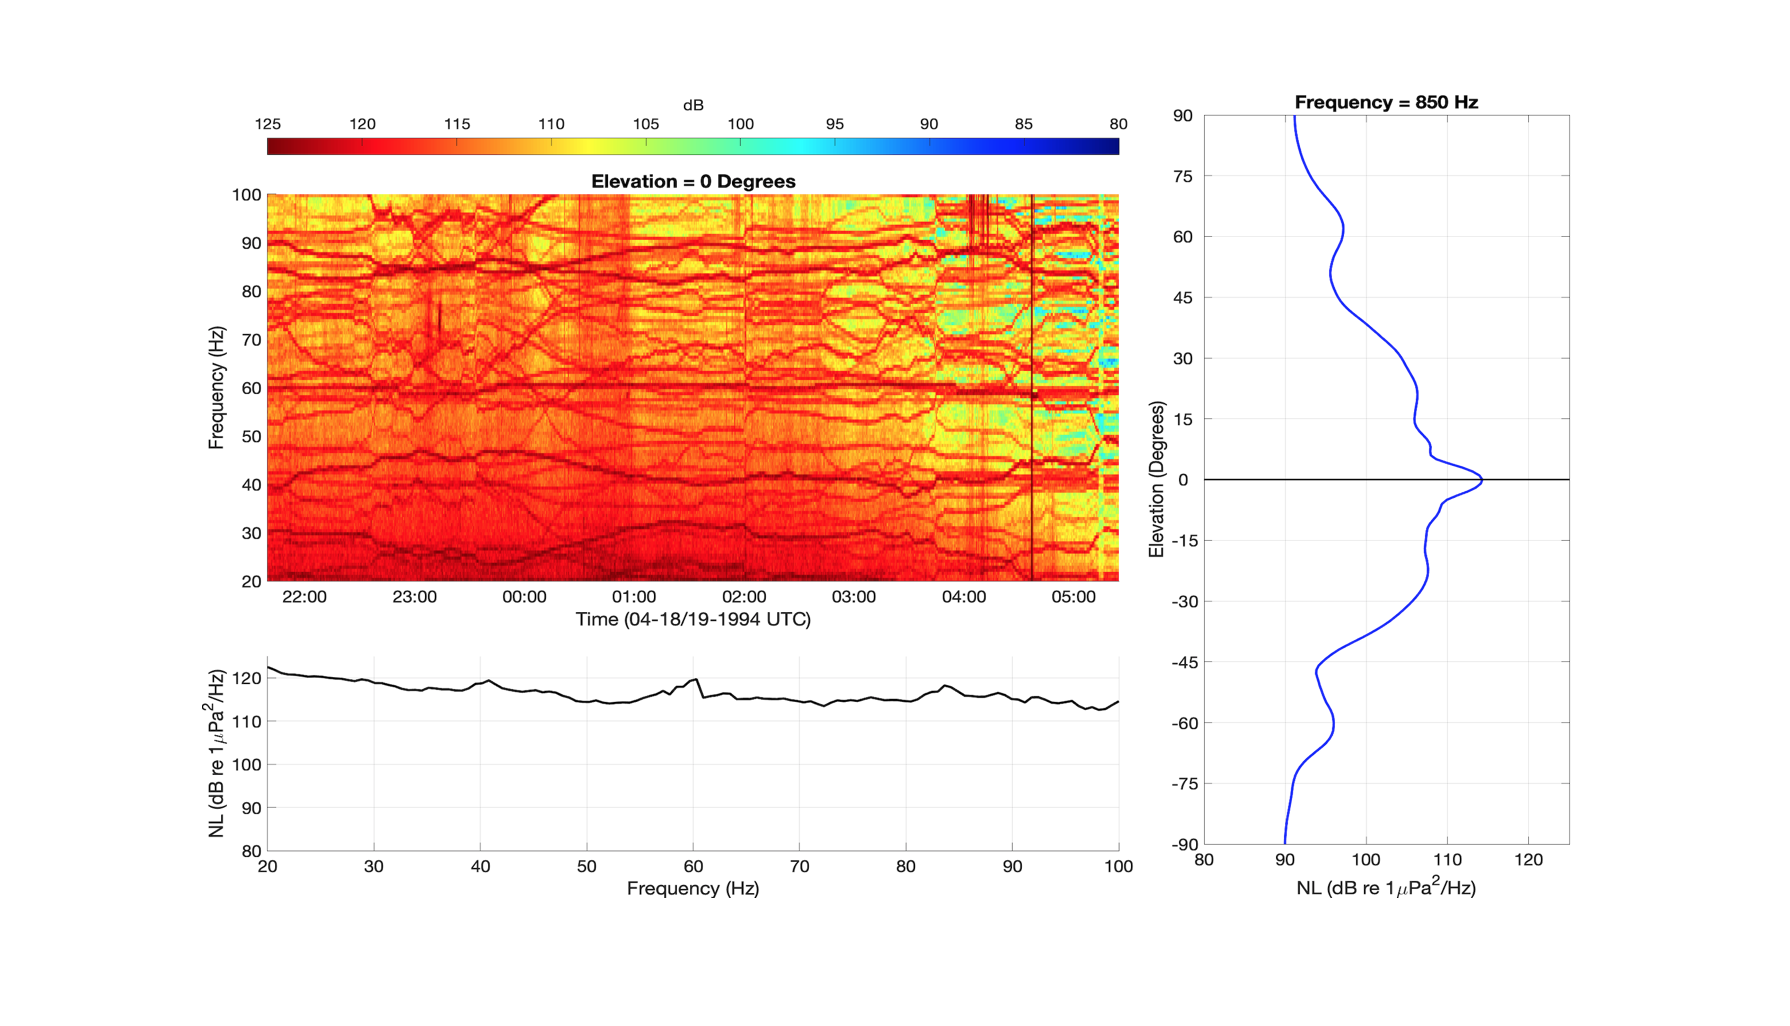 dB
125 120 115 110 105 100 95 90 85 80
Elevation = 0 Degrees
100
90
80
70
60
50
40
30
20
Frequency (Hz)
22:00 23:00 00:00 01:00 02:00 03:00 04:00 05:00
Time (04-18/19-1994 UTC)
120
110
100
90
80
NL (dB re 1μPa²/Hz)
20 30 40 50 60 70 80 90 100
Frequency (Hz)
Frequency = 850 Hz
90
75
60
45
30
15
0
-15
-30
-45
-60
-75
-90
Elevation (Degrees)
80 90 100 110 120
NL (dB re 1μPa²/Hz)